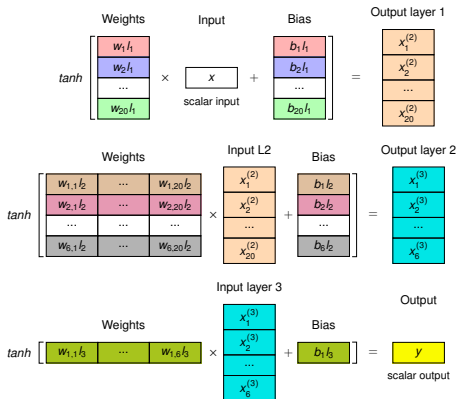 Weights Input Bias Output layer 1
w₁l₁ b₁l₁ x₁⁽²⁾
w₂l₁ b₂l₁ x₂⁽²⁾
tanh × x + =
... ... ...
scalar input
w₂₀l₁ b₂₀l₁ x₂₀⁽²⁾
Weights Input L2 Bias Output layer 2
w₁,₁l₂ ... w₁,₂₀l₂ x₁⁽²⁾ b₁l₂ x₁⁽³⁾
w₂,₁l₂ ... w₂,₂₀l₂ x₂⁽²⁾ b₂l₂ x₂⁽³⁾
tanh × + =
... ... ... ... ... ...
w₆,₁l₂ ... w₆,₂₀l₂ x₂₀⁽²⁾ b₆l₂ x₆⁽³⁾
Input layer 3
Weights Bias Output
x₁⁽³⁾
x₂⁽³⁾
tanh w₁,₁l₃ ... w₁,₆l₃ × + b₁l₃ = y
...
scalar output
x₆⁽³⁾